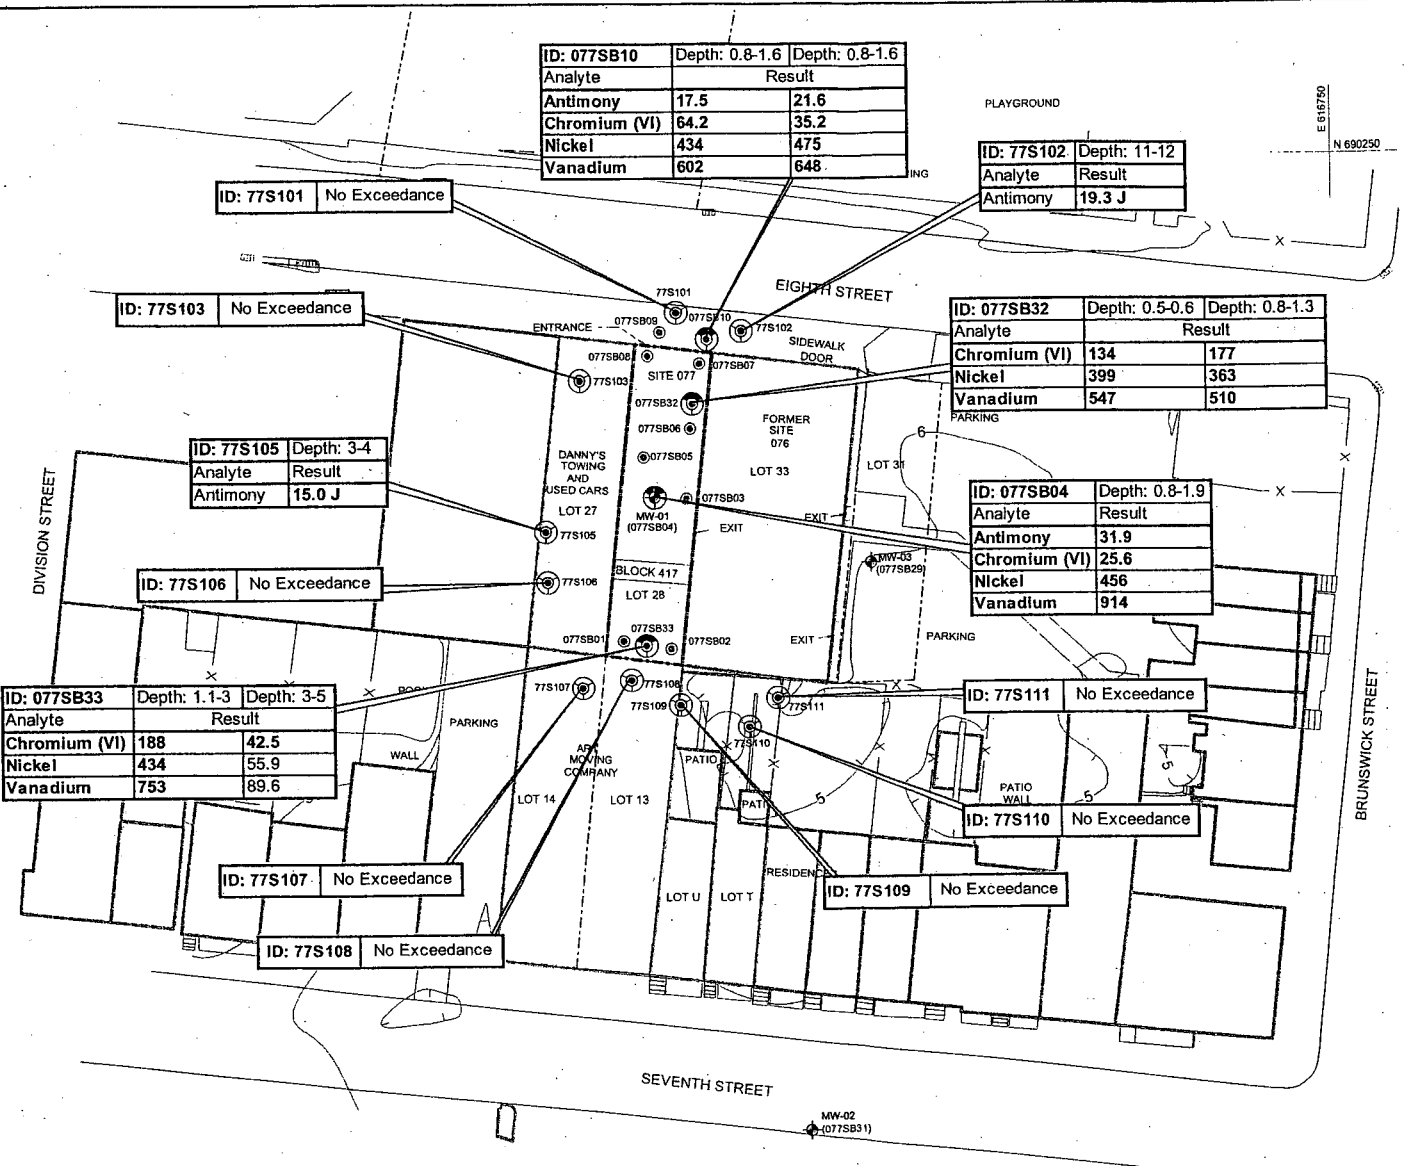 ID: 077SB10 Depth: 0.8-1.6 Depth: 0.8-1.6
Analyte Result
Antimony 17.5 21.6
Chromium (VI) 64.2 35.2
Nickel 434 475
Vanadium 602 648
PLAYGROUND
E 616750
N 690250
ID: 77S102 Depth: 11-12
Analyte Result
Antimony 19.3 J
ID: 77S101 No Exceedance
EIGHTH STREET
ID: 77S103 No Exceedance
77S101
077SB09
077SB10
77S102
ENTRANCE
SIDEWALK
DOOR
077SB08
077SB07
SITE 077
77S103
077SB32
ID: 077SB32 Depth: 0.5-0.6 Depth: 0.8-1.3
Analyte Result
Chromium (VI) 134 177
Nickel 399 363
Vanadium 547 510
PARKING
FORMER
SITE
076
077SB06
6
ID: 77S105 Depth: 3-4
Analyte Result
Antimony 15.0 J
DANNY'S
TOWING
AND
USED CARS
LOT 27
077SB05
LOT 33
LOT 31
077SB03
MW-01
(077SB04)
EXIT
EXIT
ID: 077SB04 Depth: 0.8-1.9
Analyte Result
Antimony 31.9
Chromium (VI) 25.6
Nickel 456
Vanadium 914
DIVISION STREET
77S105
MW-03
(077SB29)
ID: 77S106 No Exceedance
77S106
BLOCK 417
LOT 28
077SB01
077SB33
077SB02
EXIT
PARKING
ID: 077SB33 Depth: 1.1-3 Depth: 3-5
Analyte Result
Chromium (VI) 188 42.5
Nickel 434 55.9
Vanadium 753 89.6
77S107
77S108
77S109
77S111
ID: 77S111 No Exceedance
BRUNSWICK STREET
PARKING
WALL
MOVING
COMPANY
77S110
PATIO
5
LOT 14
LOT 13
5
PATIO
WALL
5
ID: 77S110 No Exceedance
ID: 77S107 No Exceedance
ID: 77S109 No Exceedance
LOT U
LOT T
ID: 77S108 No Exceedance
SEVENTH STREET
MW-02
(077SB31)